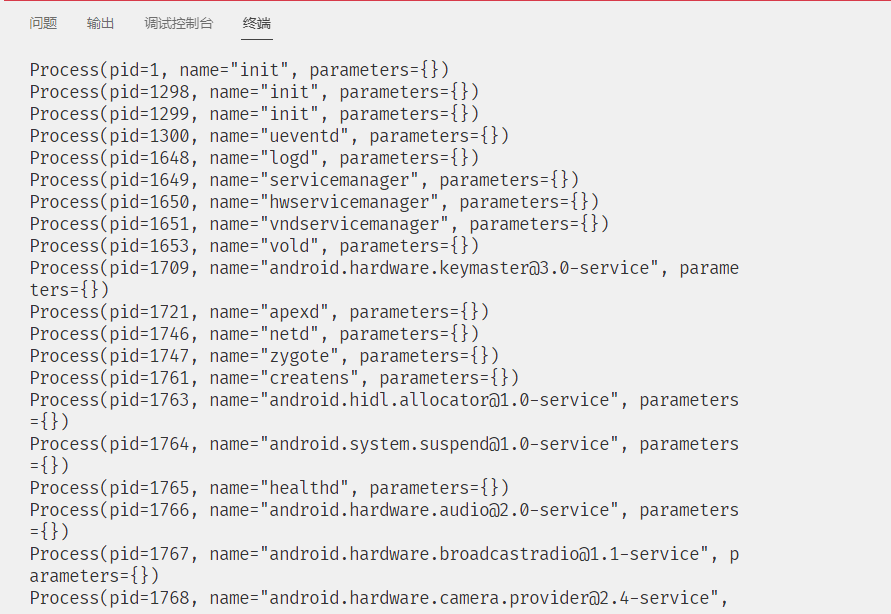 问题 输出 调试控制台 终端
Process(pid=1, name="init", parameters={})
Process(pid=1298, name="init", parameters={})
Process(pid=1299, name="init", parameters={})
Process(pid=1300, name="ueventd", parameters={})
Process(pid=1648, name="logd", parameters={})
Process(pid=1649, name="servicemanager", parameters={})
Process(pid=1650, name="hwservicemanager", parameters={})
Process(pid=1651, name="vndservicemanager", parameters={})
Process(pid=1653, name="vold", parameters={})
Process(pid=1709, name="android.hardware.keymaster@3.0-service", parame
ters={})
Process(pid=1721, name="apexd", parameters={})
Process(pid=1746, name="netd", parameters={})
Process(pid=1747, name="zygote", parameters={})
Process(pid=1761, name="createns", parameters={})
Process(pid=1763, name="android.hidl.allocator@1.0-service", parameters
={})
Process(pid=1764, name="android.system.suspend@1.0-service", parameters
={})
Process(pid=1765, name="healthd", parameters={})
Process(pid=1766, name="android.hardware.audio@2.0-service", parameters
={})
Process(pid=1767, name="android.hardware.broadcastradio@1.1-service", p
arameters={})
Process(pid=1768, name="android.hardware.camera.provider@2.4-service",